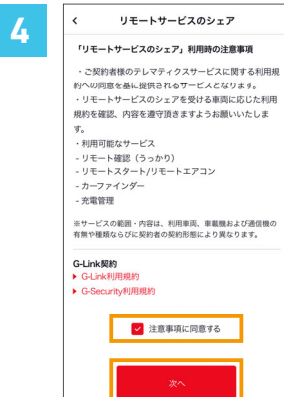 4
リモートサービスのシェア
「リモートサービスのシェア」利用時の注意事項
・ご契約者様のテレマティクスサービスに関する利用規
約への同意を基に提供されるサービスとなります。
・リモートサービスのシェアを受ける車両に応じた利用
規約を確認、内容を遵守頂きますようお願いいたしま
す。
・利用可能なサービス
- リモート確認（うっかり）
- リモートスタート/リモートエアコン
- カーファインダー
- 充電管理
※サービスの範囲・内容は、利用車両、車載機および通信機の
有無や種類ならびに契約者の契約形態により異なります。
G-Link契約
G-Link利用規約
G-Security利用規約
注意事項に同意する
次へ